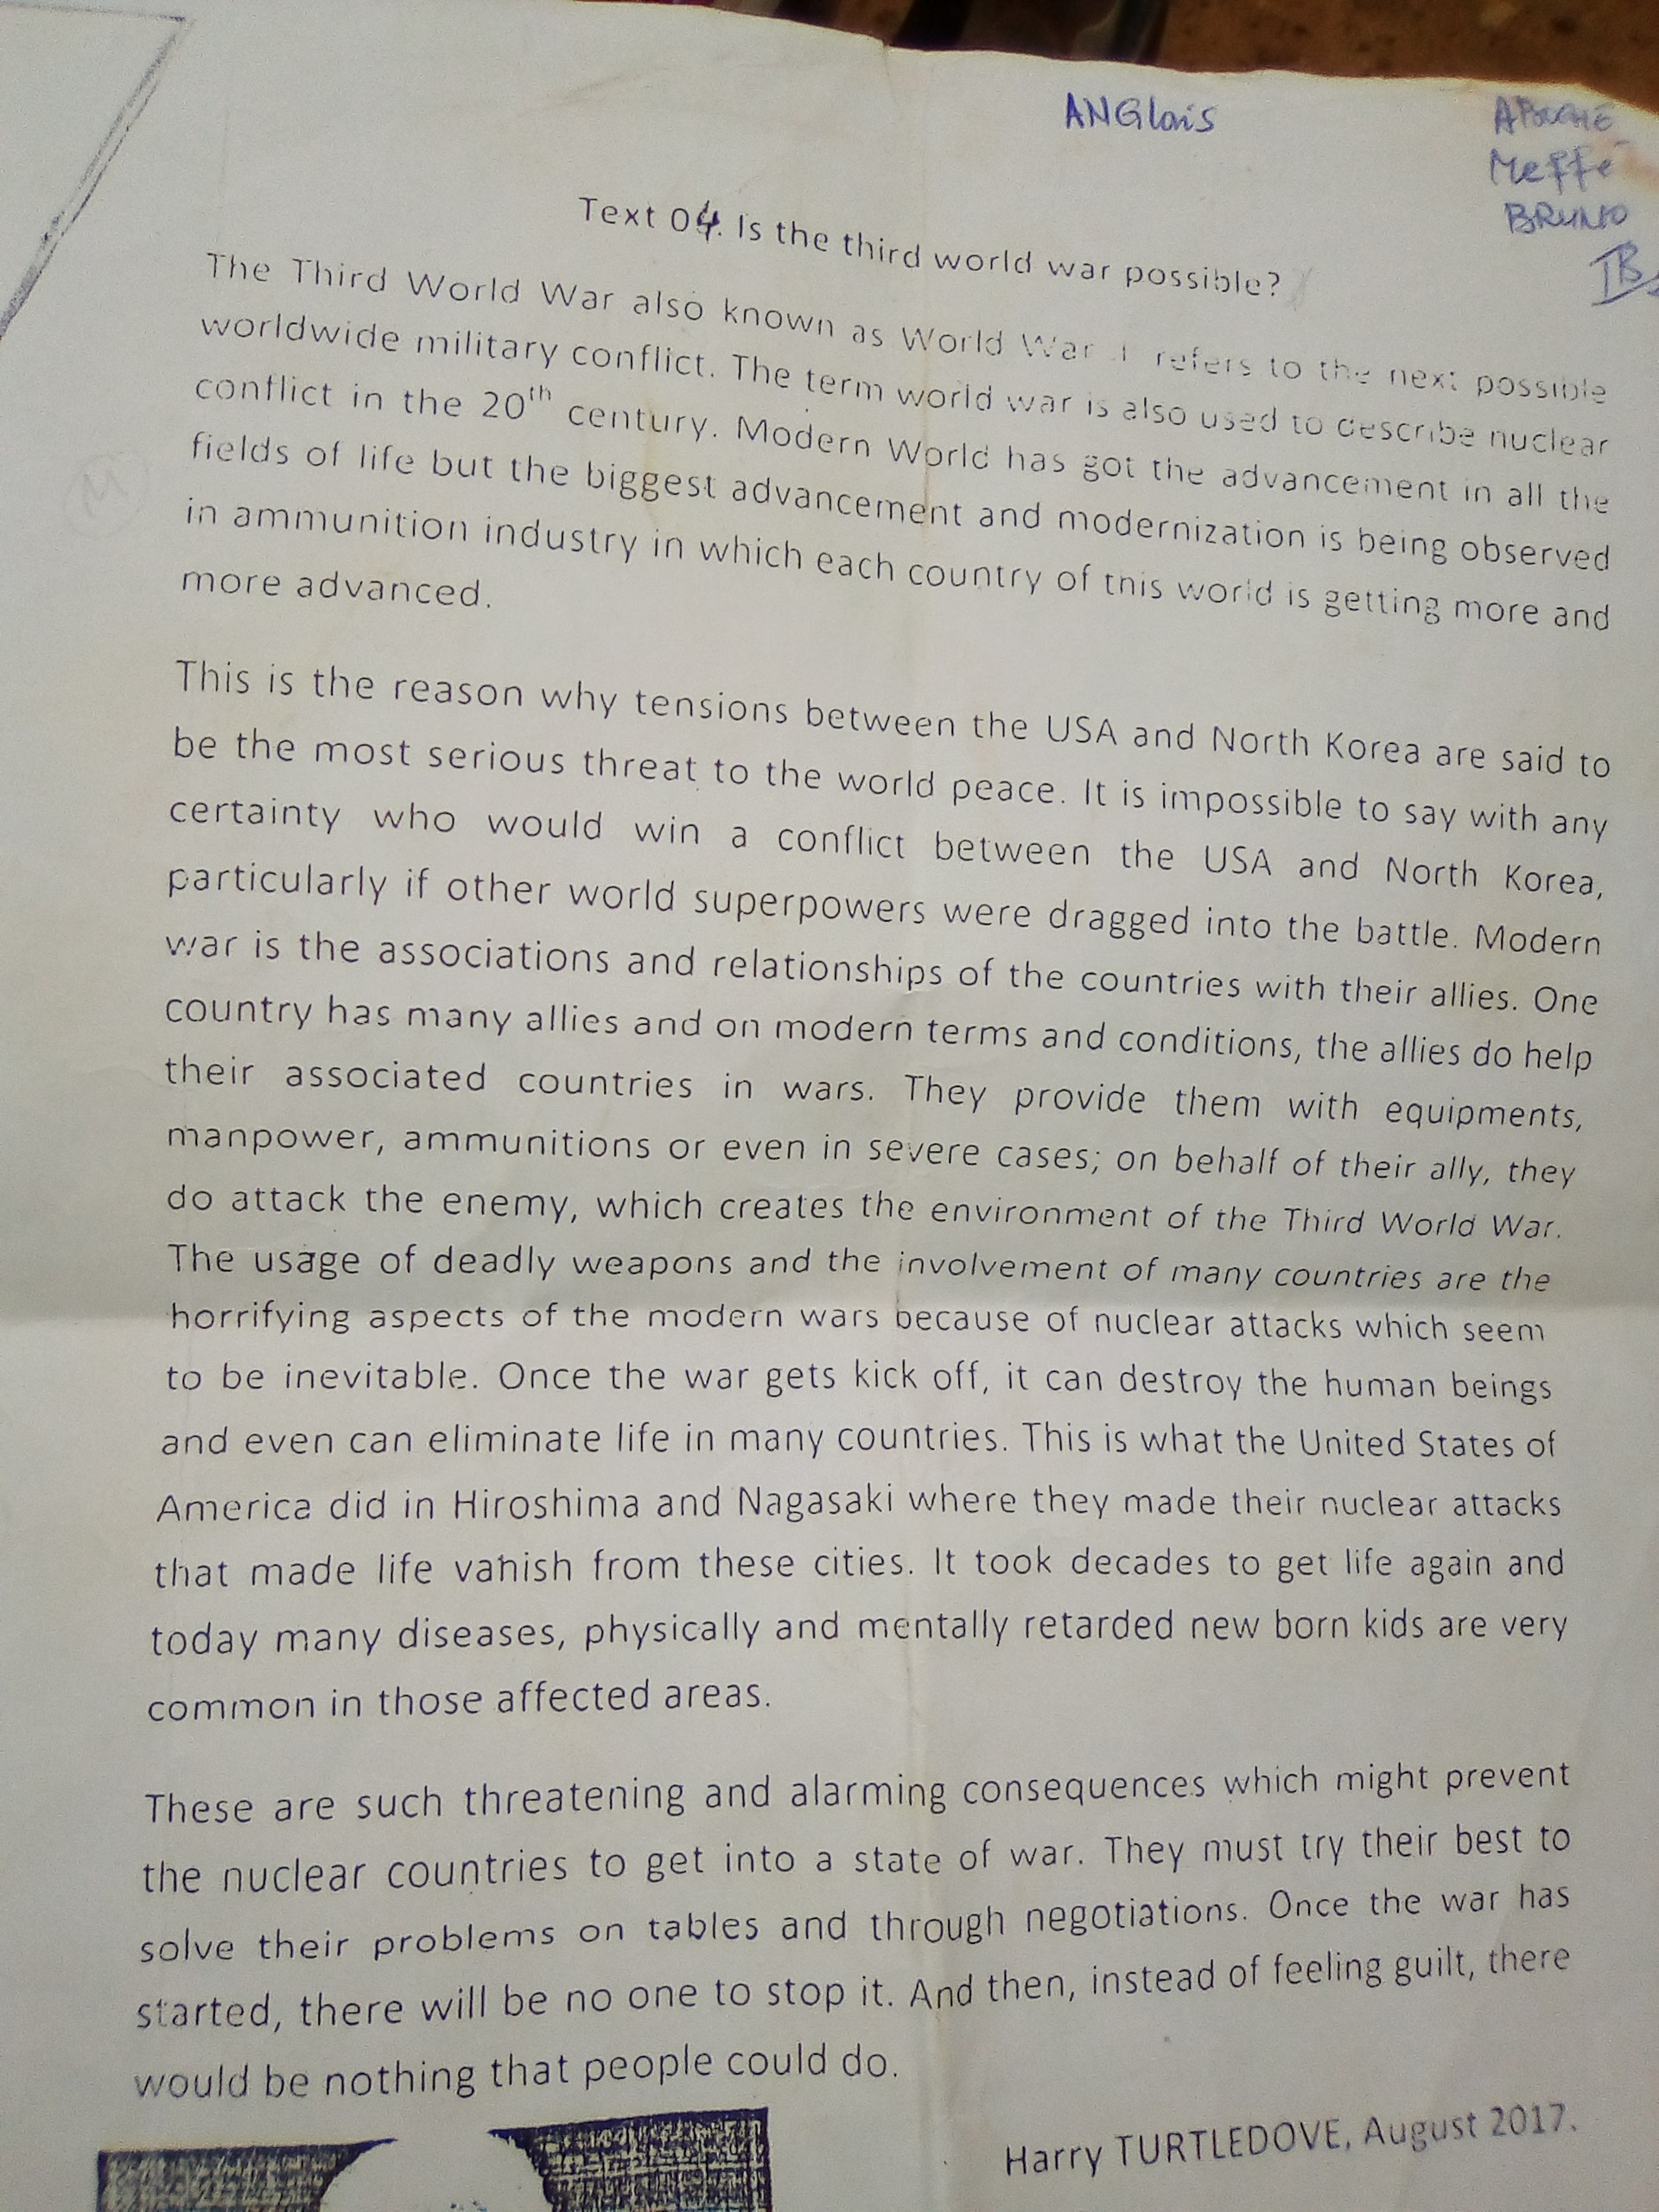 ANGlais
Meffé
BRUNO
Text 04. Is the third world war possible?
The Third World War also known as World War refers to the next possible
worldwide military conflict. The term world war is also used to describe nuclear
conflict in the 20th century. Modern World has got the advancement in all the
fields of life but the biggest advancement and modernization is being observed
in ammunition industry in which each country of this world is getting more and
more advanced.
This is the reason why tensions between the USA and North Korea are said to
be the most serious threat to the world peace. It is impossible to say with any
certainty who would win a conflict between the USA and North Korea,
particularly if other world superpowers were dragged into the battle. Modern
war is the associations and relationships of the countries with their allies. One
country has many allies and on modern terms and conditions, the allies do help
their associated countries in wars. They provide them with equipments,
manpower, ammunitions or even in severe cases; on behalf of their ally, they
do attack the enemy, which creates the environment of the Third World War.
The usage of deadly weapons and the involvement of many countries are the
horrifying aspects of the modern wars because of nuclear attacks which seem
to be inevitable. Once the war gets kick off, it can destroy the human beings
and even can eliminate life in many countries. This is what the United States of
America did in Hiroshima and Nagasaki where they made their nuclear attacks
that made life vanish from these cities. It took decades to get life again and
today many diseases, physically and mentally retarded new born kids are very
common in those affected areas.
These are such threatening and alarming consequences which might prevent
the nuclear countries to get into a state of war. They must try their best to
solve their problems on tables and through negotiations. Once the war has
started, there will be no one to stop it. And then, instead of feeling guilt, there
would be nothing that people could do.
Harry TURTLEDOVE, August 2017.